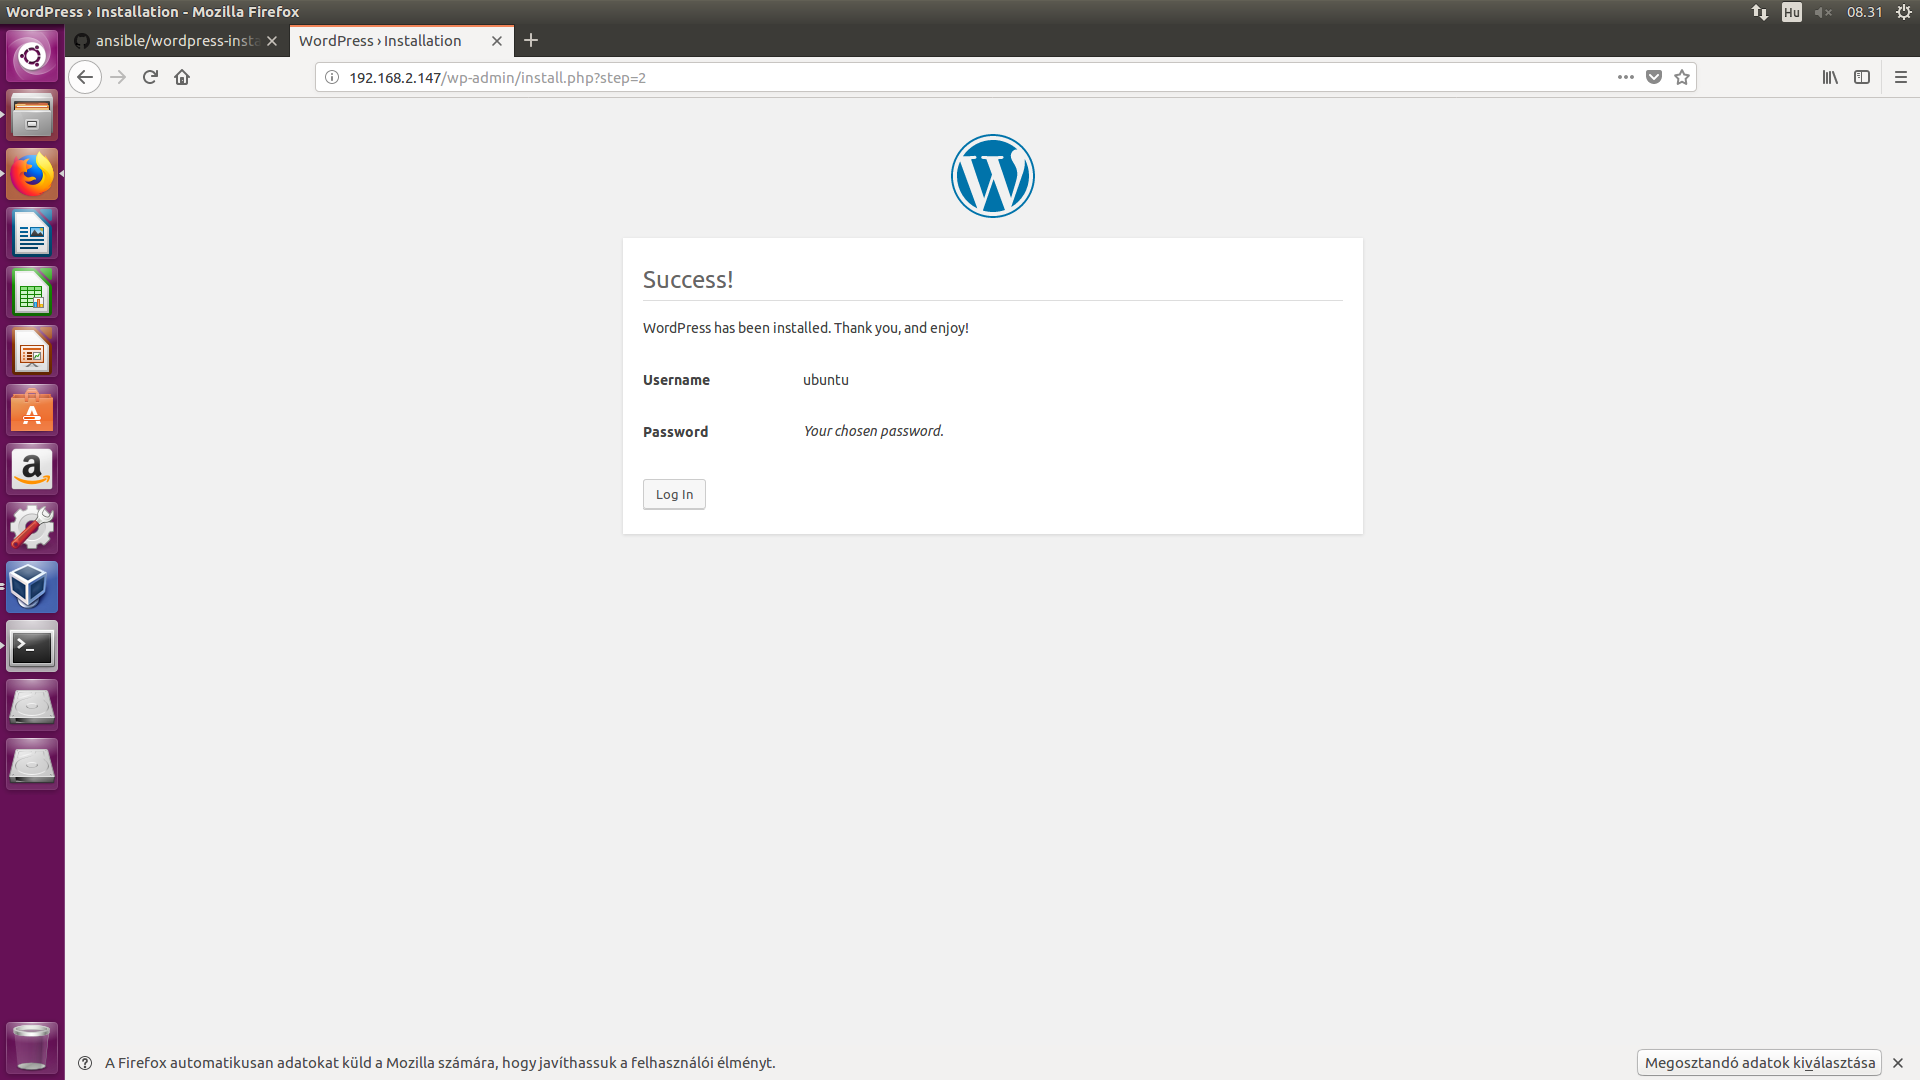 WordPress › Installation - Mozilla Firefox
Hu
08.31
ansible/wordpress-insta
WordPress › Installation
192.168.2.147/wp-admin/install.php?step=2
Success!
WordPress has been installed. Thank you, and enjoy!
Username ubuntu
Password Your chosen password.
Log In
A Firefox automatikusan adatokat küld a Mozilla számára, hogy javíthassuk a felhasználói élményt.
Megosztandó adatok kiválasztása